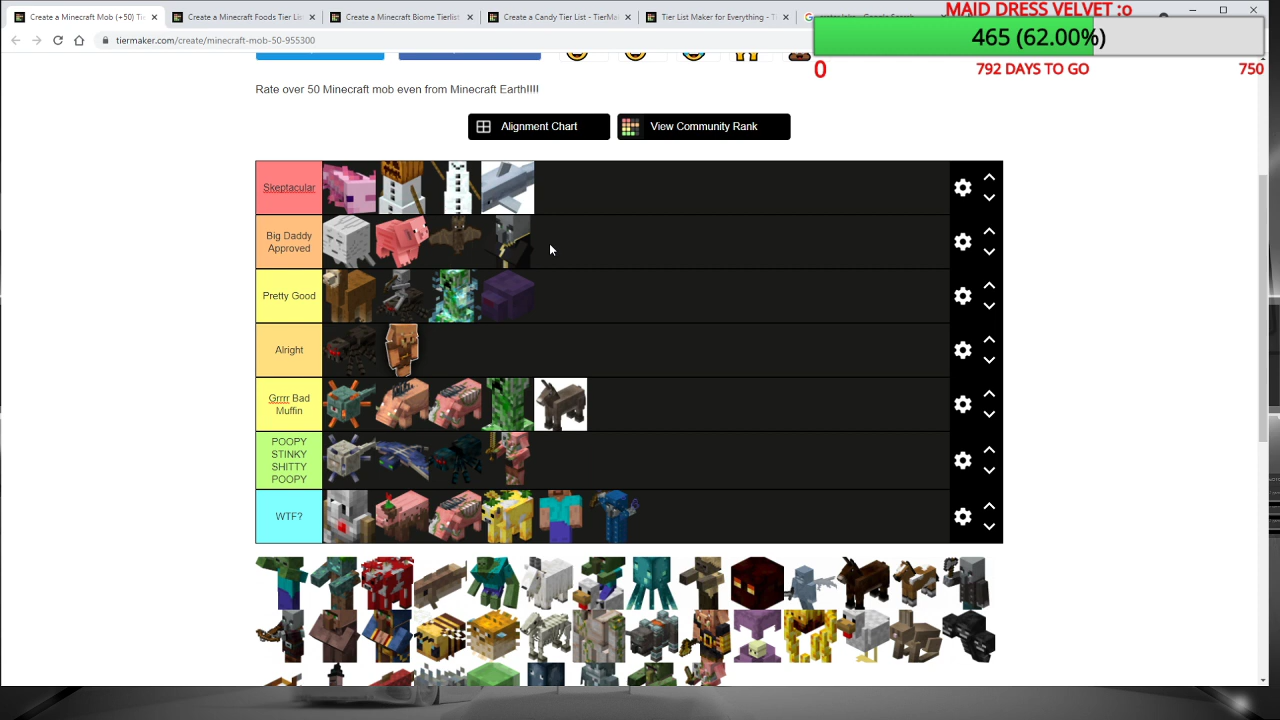 Create a Minecraft Mob (+50) Ti
Create a Minecraft Foods Tier Lis
Create a Minecraft Biome Tierlist
Create a Candy Tier List - TierMa
Tier List Maker for Everything - Ti
MAID DRESS VELVET :o
465 (62.00%)
0
792 DAYS TO GO
750
tiermaker.com/create/minecraft-mob-50-955300
Rate over 50 Minecraft mob even from Minecraft Earth!!!!
Alignment Chart
View Community Rank
Skeptacular
Big Daddy
Approved
Pretty Good
Alright
Grrrr Bad
Muffin
POOPY
STINKY
SHITTY
POOPY
WTF?